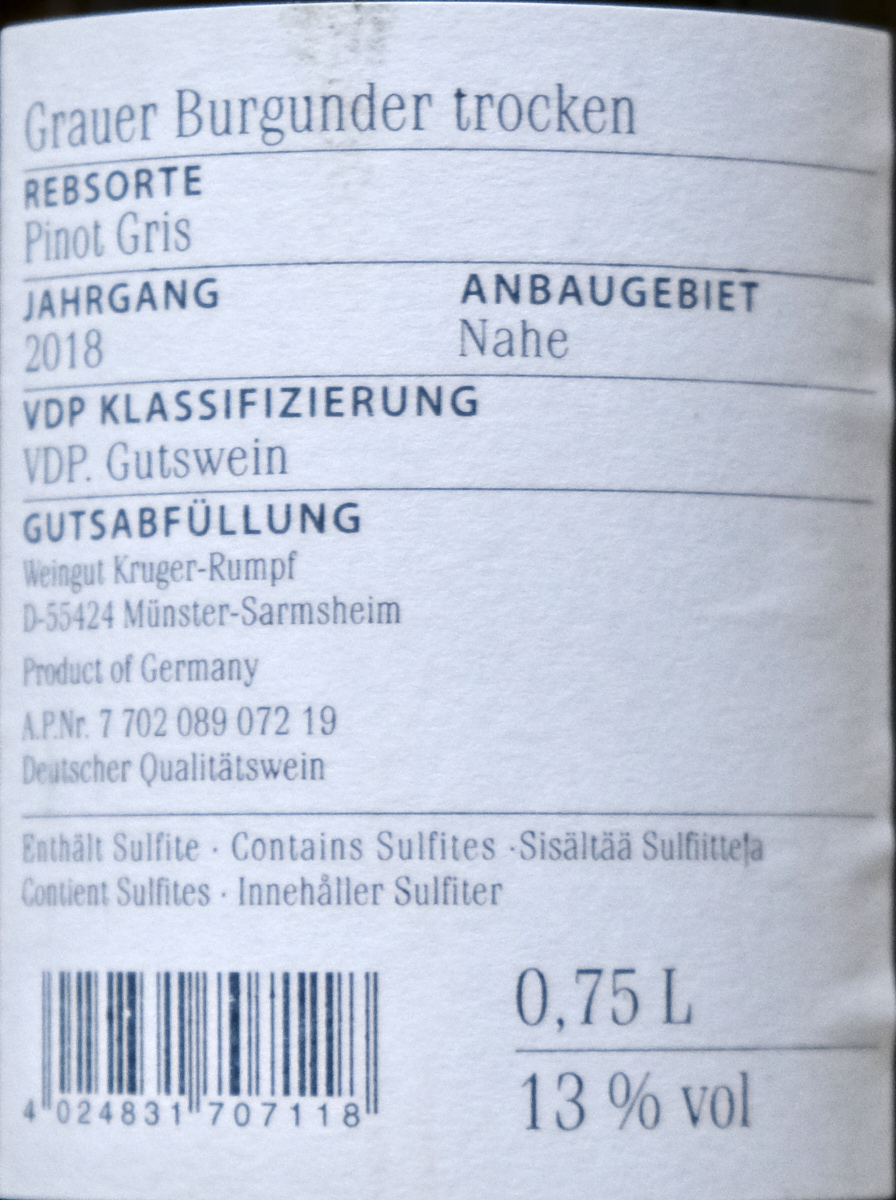 Grauer Burgunder trocken
REBSORTE
Pinot Gris
JAHRGANG
2018
ANBAUGEBIET
Nahe
VDP KLASSIFIZIERUNG
VDP. Gutswein
GUTSABFÜLLUNG
Weingut Kruger-Rumpf
D-55424 Münster-Sarmsheim
Product of Germany
A.P.Nr. 7 702 089 072 19
Deutscher Qualitätswein
Enthält Sulfite · Contains Sulfites ·Sisältää Sulfiitteja
Contient Sulfites · Innehåller Sulfiter
4 024831 707118
0,75 L
13 % vol